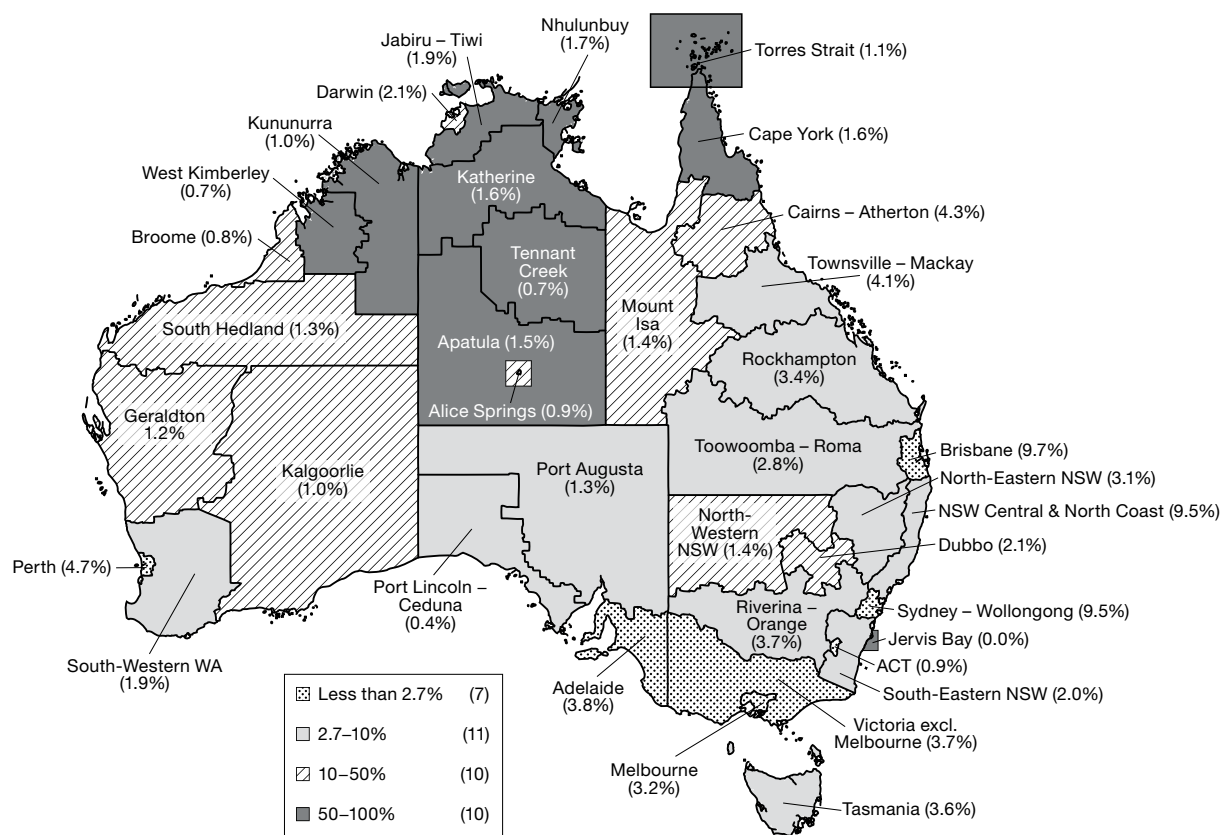 Nhulunbuy
(1.7%)
Jabiru – Tiwi
(1.9%)
Torres Strait (1.1%)
Darwin (2.1%)
Kununurra
(1.0%)
Cape York (1.6%)
West Kimberley
(0.7%)
Katherine
(1.6%)
Cairns – Atherton (4.3%)
Broome (0.8%)
Tennant
Creek
(0.7%)
Townsville – Mackay
(4.1%)
South Hedland (1.3%)
Mount
Isa
(1.4%)
Apatula (1.5%)
Rockhampton
(3.4%)
Alice Springs (0.9%)
Geraldton
1.2%
Toowoomba – Roma
(2.8%)
Brisbane (9.7%)
Kalgoorlie
(1.0%)
Port Augusta
(1.3%)
North-Eastern NSW (3.1%)
NSW Central & North Coast (9.5%)
North-
Western
NSW (1.4%)
Dubbo (2.1%)
Perth (4.7%)
Port Lincoln –
Ceduna
(0.4%)
Riverina –
Orange
(3.7%)
Sydney – Wollongong (9.5%)
Jervis Bay (0.0%)
ACT (0.9%)
South-Western WA
(1.9%)
Adelaide
(3.8%)
South-Eastern NSW (2.0%)
Victoria excl.
Melbourne (3.7%)
Melbourne
(3.2%)
Tasmania (3.6%)
Less than 2.7% (7)
2.7–10% (11)
10–50% (10)
50–100% (10)